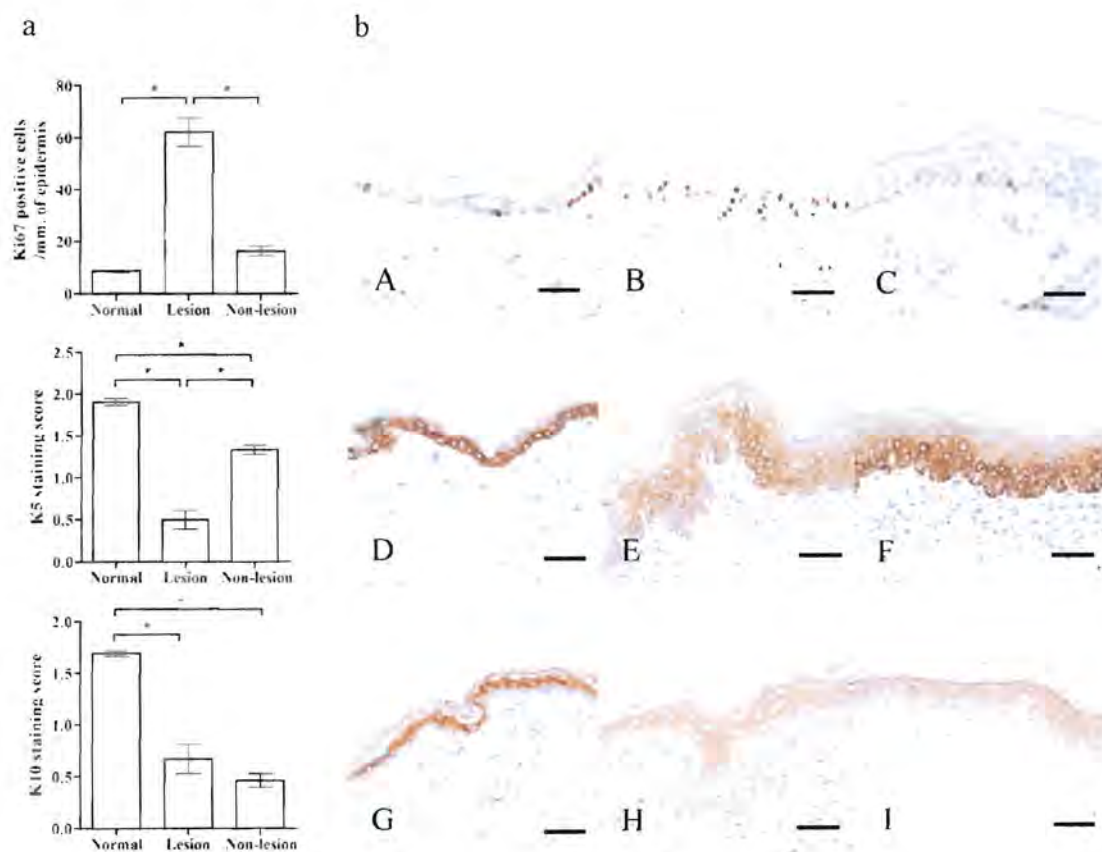 a
b
80
60
40
20
0
Ki67 positive cells
/mm. of epidermis
*
*
Normal Lesion Non-lesion
A
B
C
2.5
2.0
1.5
1.0
0.5
0.0
K5 staining score
*
*
*
Normal Lesion Non-lesion
D
E
F
2.0
1.5
1.0
0.5
0.0
K10 staining score
*
Normal Lesion Non-lesion
G
H
I